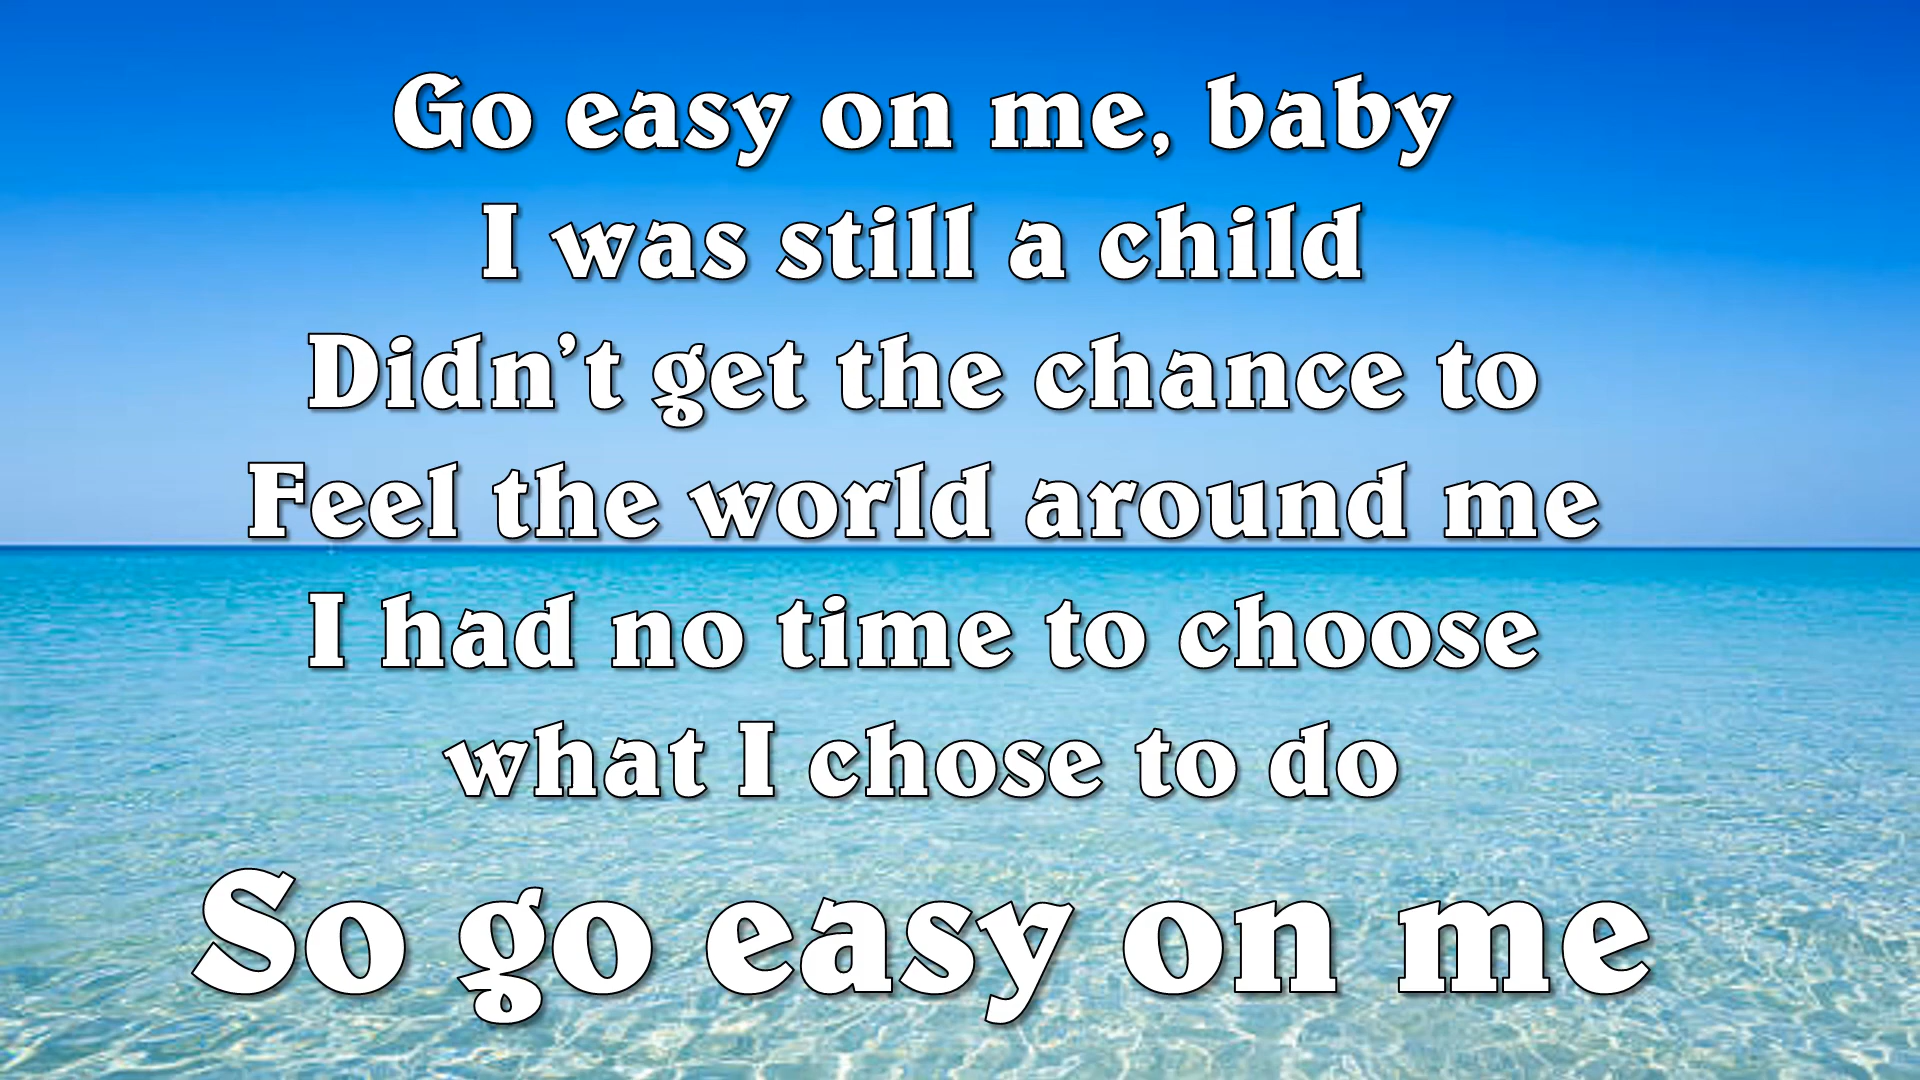 Go easy on me, baby
I was still a child
Didn't get the chance to
Feel the world around me
I had no time to choose
what I chose to do
So go easy on me